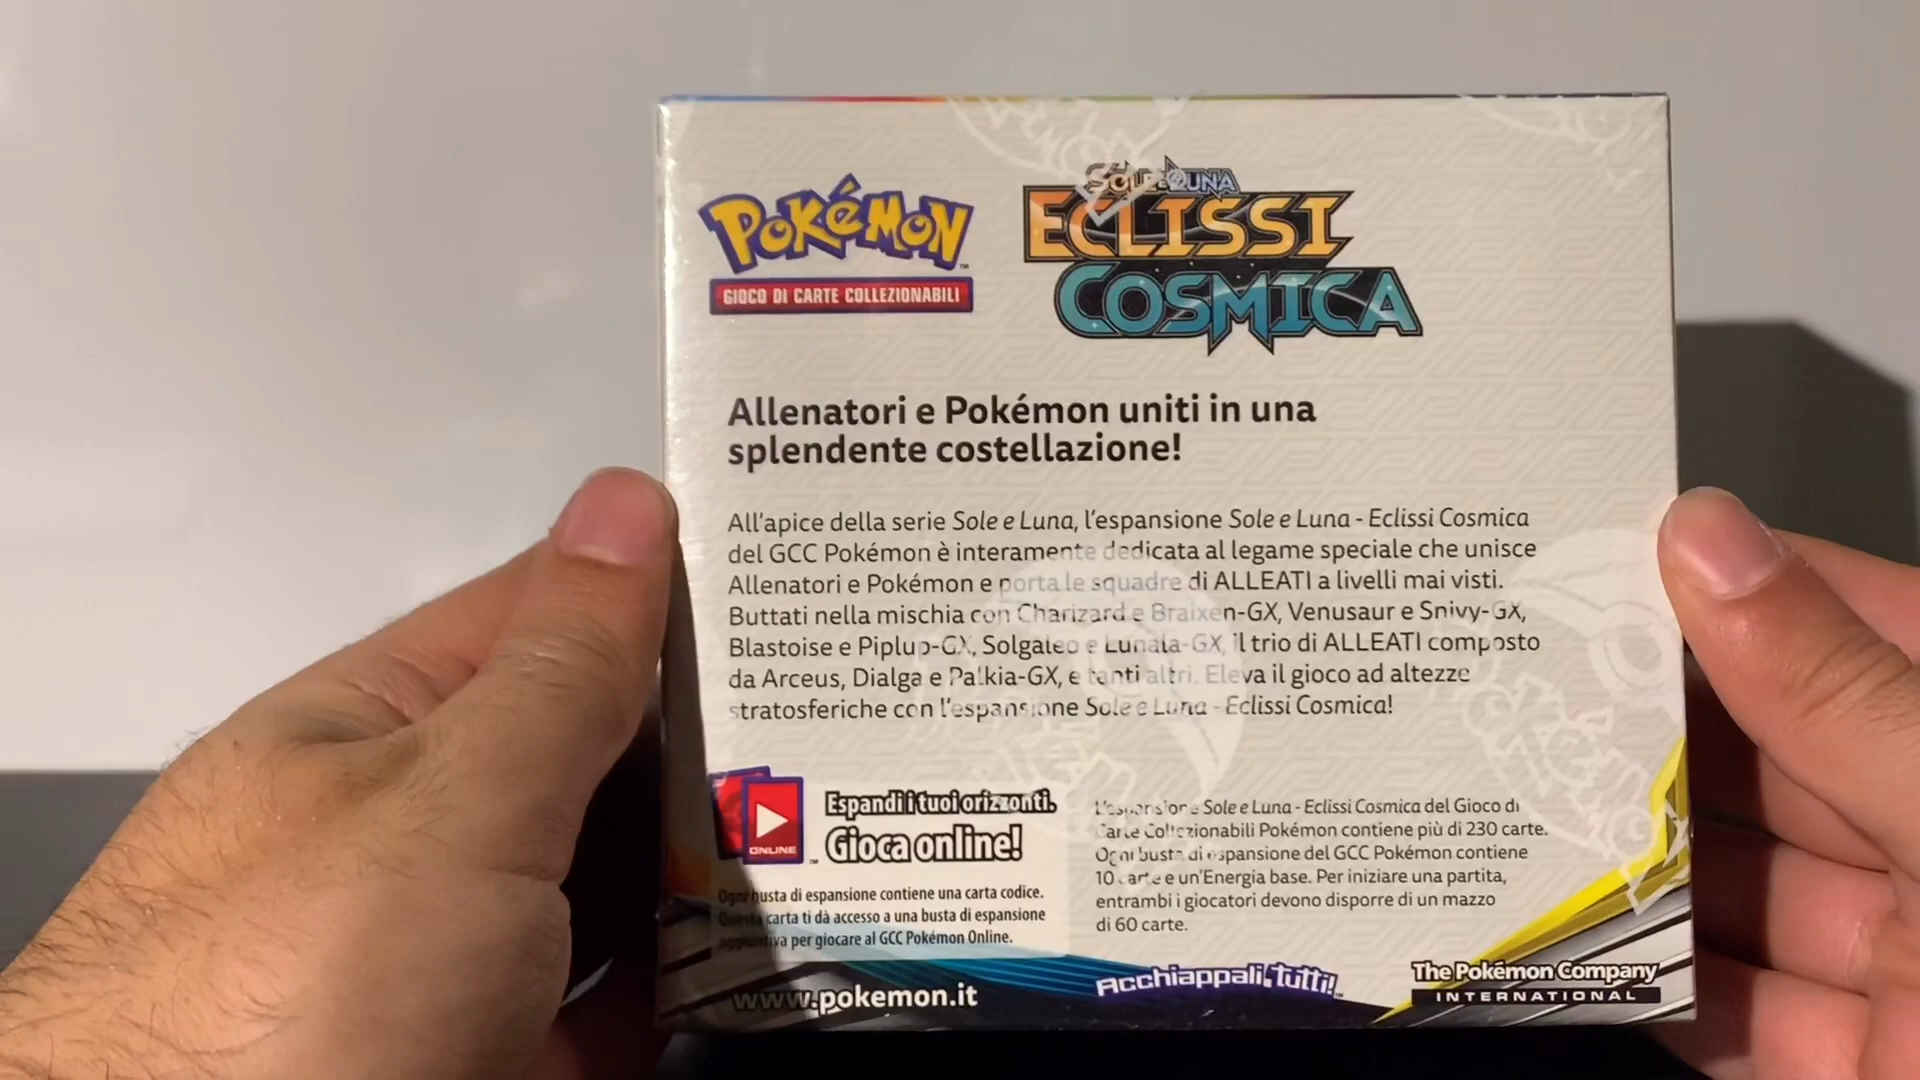 POKéMON
GIOCO DI CARTE COLLEZIONABILI
SOLE e LUNA
ECLISSI
COSMICA
Allenatori e Pokémon uniti in una
splendente costellazione!
All'apice della serie Sole e Luna, l'espansione Sole e Luna - Eclissi Cosmica
del GCC Pokémon è interamente dedicata al legame speciale che unisce
Allenatori e Pokémon e porta le squadre di ALLEATI a livelli mai visti.
Buttati nella mischia con Charizard e Braixen-GX, Venusaur e Snivy-GX,
Blastoise e Piplup-GX, Solgaleo e Lunala-GX, il trio di ALLEATI composto
da Arceus, Dialga e Palkia-GX, e tanti altri. Eleva il gioco ad altezze
stratosferiche con l'espansione Sole e Luna - Eclissi Cosmica!
ONLINE
Espandi i tuoi orizzonti.
Gioca online!
Ogni busta di espansione contiene una carta codice.
Questa carta ti dà accesso a una busta di espansione
aggiuntiva per giocare al GCC Pokémon Online.
L'espansione Sole e Luna - Eclissi Cosmica del Gioco di
Carte Collezionabili Pokémon contiene più di 230 carte.
Ogni busta di espansione del GCC Pokémon contiene
10 carte e un'Energia base. Per iniziare una partita,
entrambi i giocatori devono disporre di un mazzo
di 60 carte.
www.pokemon.it
Acchiappali Tutti!™
The Pokémon Company
INTERNATIONAL